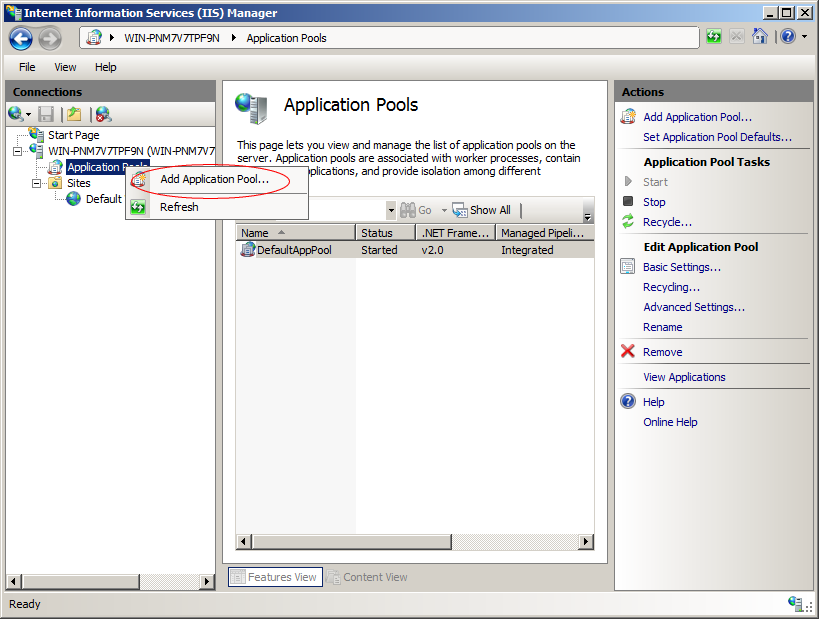 Internet Information Services (IIS) Manager
WIN-PNM7V7TPF9N
Application Pools
File View Help
Connections
Start Page
WIN-PNM7V7TPF9N (WIN-PNM7V7
Application Pools
Sites
Default
Add Application Pool...
Refresh
Application Pools
This page lets you view and manage the list of application pools on the
server. Application pools are associated with worker processes, contain
plications, and provide isolation among different
Go
Show All
Name Status .NET Frame... Managed Pipeli...
DefaultAppPool Started v2.0 Integrated
Features View
Content View
Actions
Add Application Pool...
Set Application Pool Defaults...
Application Pool Tasks
Start
Stop
Recycle...
Edit Application Pool
Basic Settings...
Recycling...
Advanced Settings...
Rename
Remove
View Applications
Help
Online Help
Ready